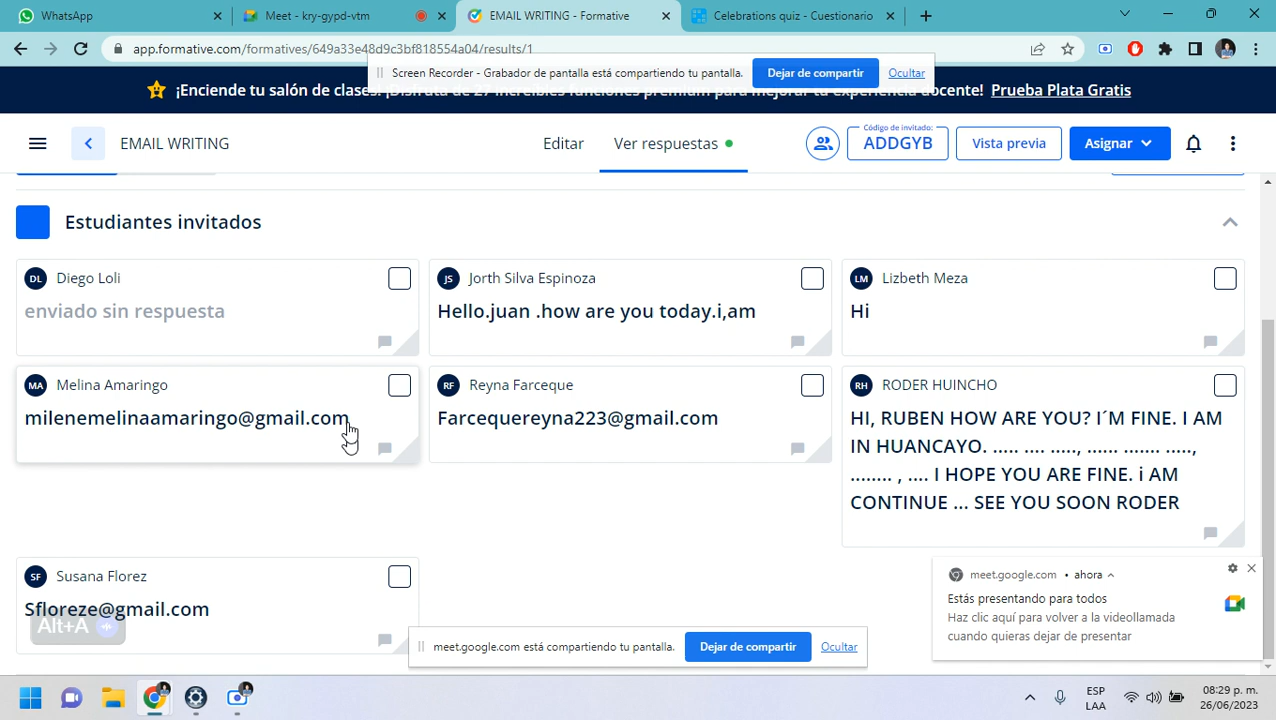 WhatsApp
Meet - kry-gypd-vtm
EMAIL WRITING - Formative
Celebrations quiz - Cuestionario
app.formative.com/formatives/649a33e48d9c3bf818554a04/results/1
Screen Recorder - Grabador de pantalla está compartiendo tu pantalla.
Dejar de compartir
Ocultar
¡Enciende tu salón de clases! ¡Disfruta de 27 increíbles funciones premium para mejorar tu experiencia docente! Prueba Plata Gratis
EMAIL WRITING
Editar
Ver respuestas
Código de invitado:
ADDGYB
Vista previa
Asignar
Estudiantes invitados
DL Diego Loli
enviado sin respuesta
JS Jorth Silva Espinoza
Hello.juan .how are you today.i,am
LM Lizbeth Meza
Hi
MA Melina Amaringo
milenemelinaamaringo@gmail.com
RF Reyna Farceque
Farcequereyna223@gmail.com
RH RODER HUINCHO
HI, RUBEN HOW ARE YOU? I´M FINE. I AM
IN HUANCAYO. ..... .... ....., ...... ....... .....,
........ , .... I HOPE YOU ARE FINE. i AM
CONTINUE ... SEE YOU SOON RODER
SF Susana Florez
Sfloreze@gmail.com
Alt+A
meet.google.com • ahora
Estás presentando para todos
Haz clic aquí para volver a la videollamada
cuando quieras dejar de presentar
meet.google.com está compartiendo tu pantalla.
Dejar de compartir
Ocultar
ESP
LAA
08:29 p. m.
26/06/2023